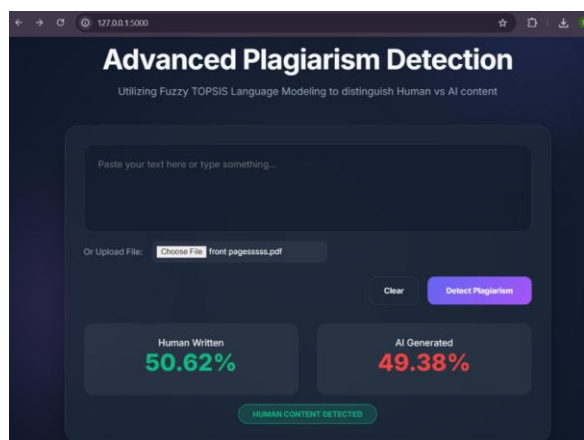 127.0.0.1:5000
Advanced Plagiarism Detection
Utilizing Fuzzy TOPSIS Language Modeling to distinguish Human vs AI content
Paste your text here or type something...
Or Upload File: Choose File front pagesssss.pdf
Clear Detect Plagiarism
Human Written AI Generated
50.62% 49.38%
HUMAN CONTENT DETECTED